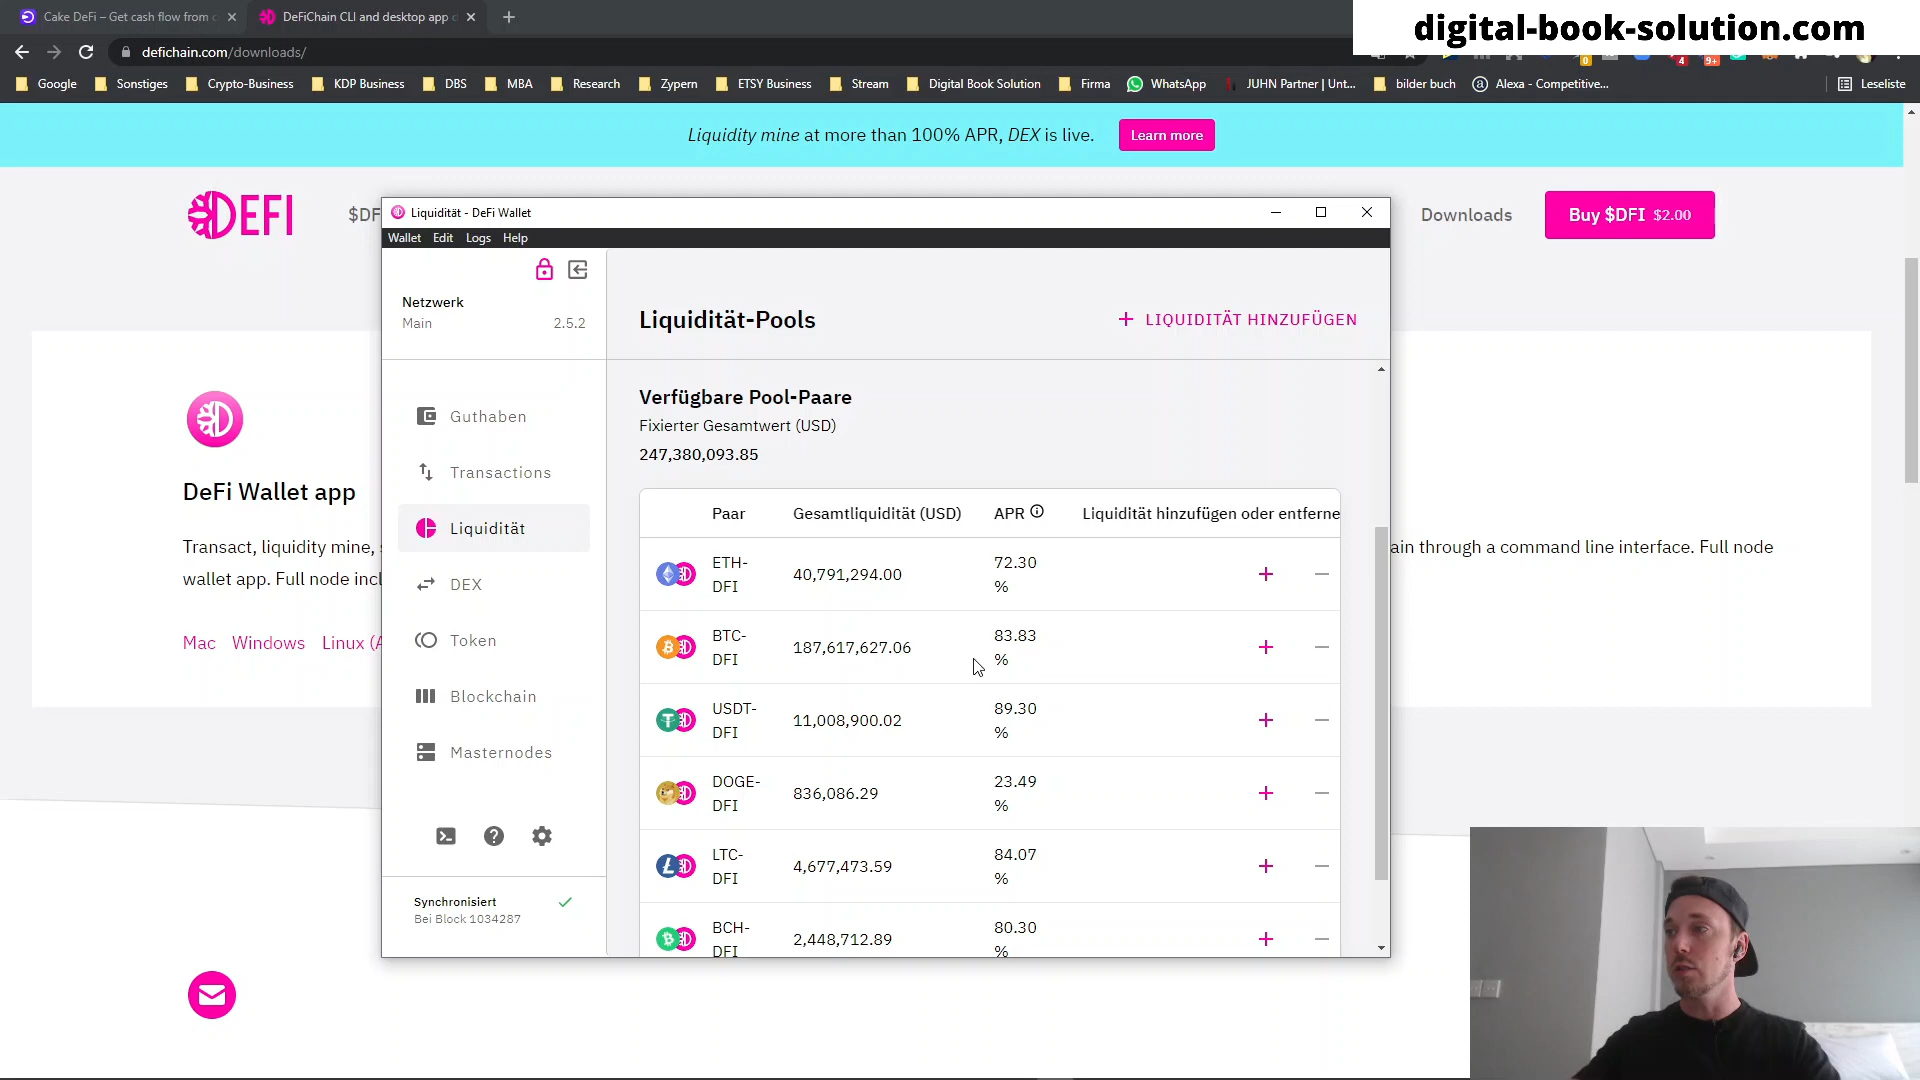 Cake DeFi – Get cash flow from
DeFiChain CLI and desktop app
digital-book-solution.com
defichain.com/downloads/
Google
Sonstiges
Crypto-Business
KDP Business
DBS
MBA
Research
Zypern
ETSY Business
Stream
Digital Book Solution
Firma
WhatsApp
JUHN Partner | Unt...
bilder buch
Alexa - Competitive...
Leseliste
Liquidity mine at more than 100% APR, DEX is live.
Learn more
DEFI
$DF
Downloads
Buy $DFI $2.00
Liquidität - DeFi Wallet
Wallet Edit Logs Help
Netzwerk
Main 2.5.2
Guthaben
Transactions
Liquidität
DEX
Token
Blockchain
Masternodes
Synchronisiert
Bei Block 1034287
Liquidität-Pools
+ LIQUIDITÄT HINZUFÜGEN
Verfügbare Pool-Paare
Fixierter Gesamtwert (USD)
247,380,093.85
Paar Gesamtliquidität (USD) APR Liquidität hinzufügen oder entferne
ETH-
DFI
40,791,294.00
72.30
%
BTC-
DFI
187,617,627.06
83.83
%
USDT-
DFI
11,008,900.02
89.30
%
DOGE-
DFI
836,086.29
23.49
%
LTC-
DFI
4,677,473.59
84.07
%
BCH-
DFI
2,448,712.89
80.30
%
DeFi Wallet app
Transact, liquidity mine,
wallet app. Full node incl
Mac Windows Linux (A
ain through a command line interface. Full node